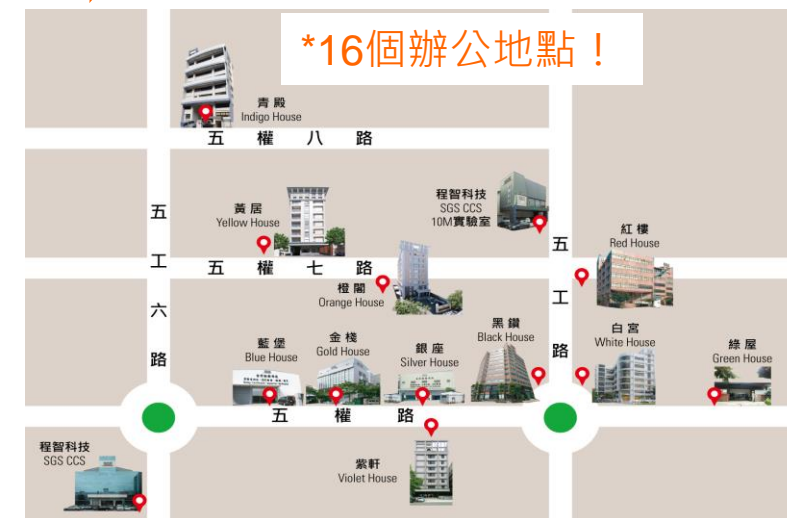 *16個辦公地點！
青殿
Indigo House
五權八路
程智科技
SGS CCS
10M實驗室
黃居
Yellow House
紅樓
Red House
五工六路
五工路
五權七路
橙閣
Orange House
藍堡
Blue House
金棧
Gold House
銀座
Silver House
黑鑽
Black House
白宮
White House
綠屋
Green House
五權路
程智科技
SGS CCS
紫軒
Violet House